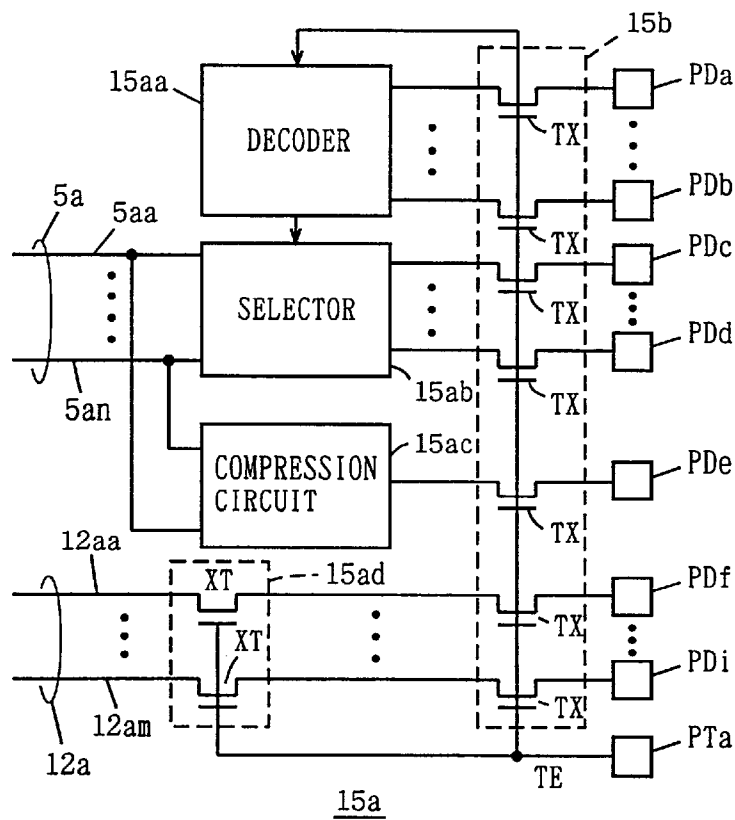 15b
15aa
PDa
DECODER
TX
PDb
5a
5aa
TX
PDc
SELECTOR
TX
PDd
5an
15ab
TX
15ac
COMPRESSION
CIRCUIT
PDe
TX
12aa
XT
15ad
PDf
XT
TX
PDi
12am
TX
12a
PTa
TE
15a